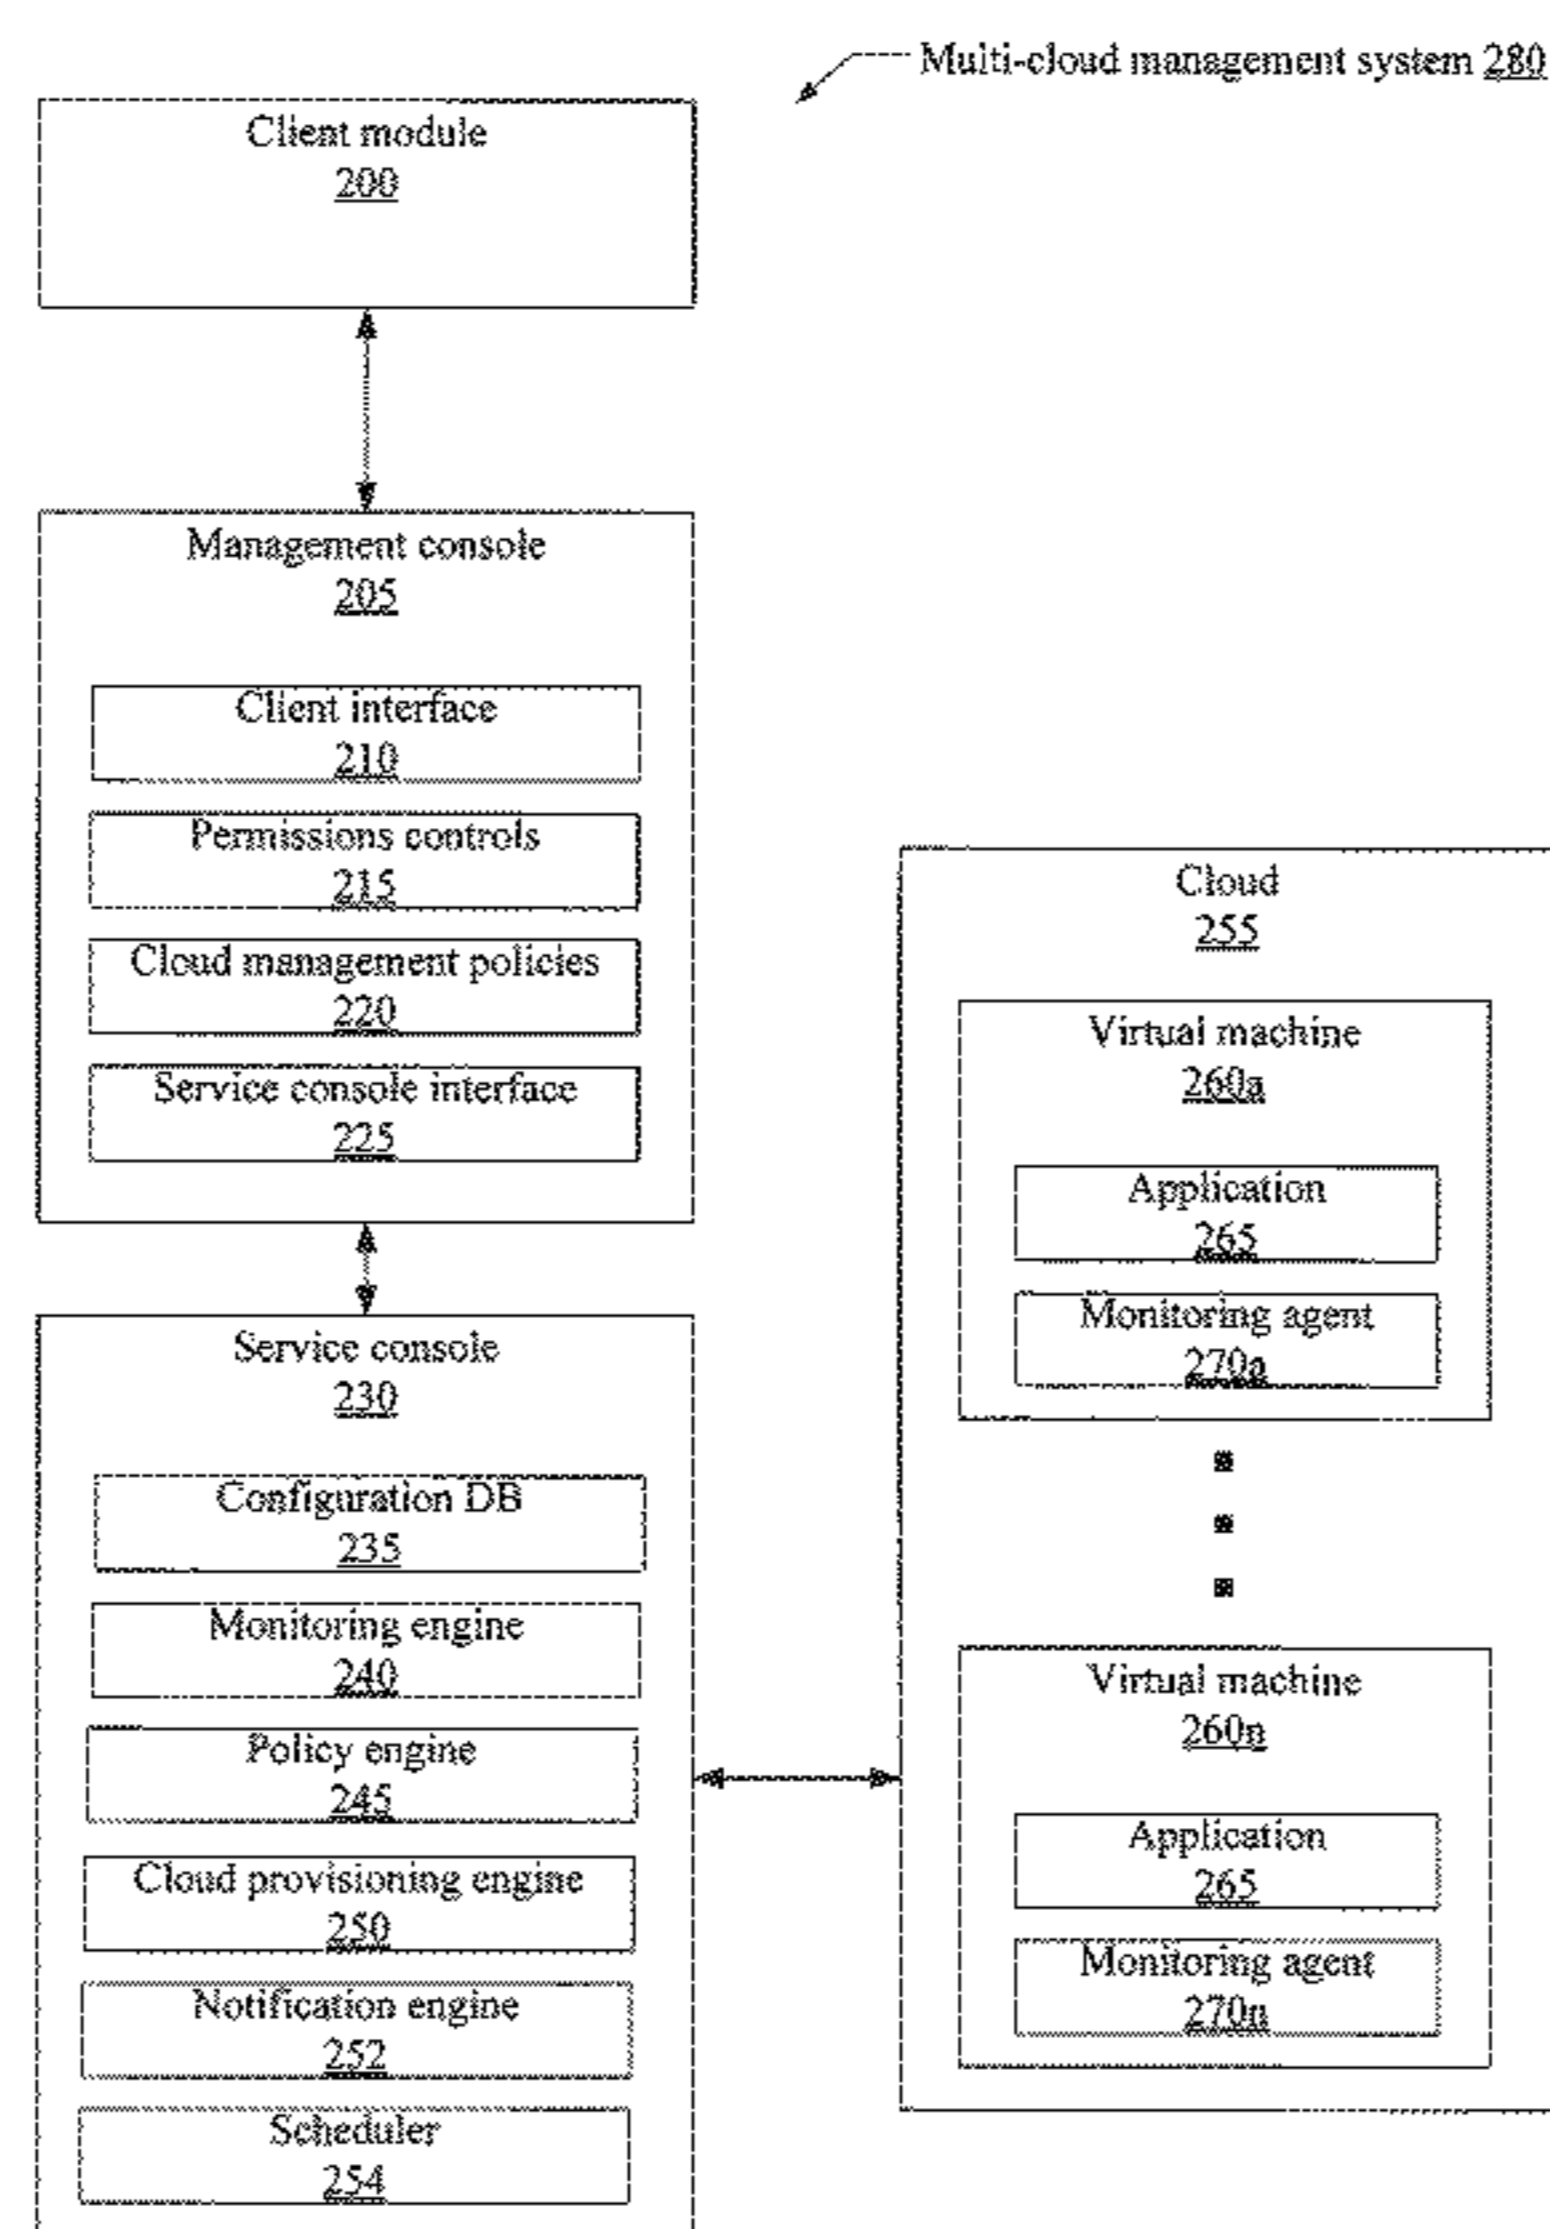 Multi-cloud management system 280
Client module
200
Management console
205
Client interface
210
Permissions controls
215
Cloud management policies
220
Service console interface
225
Service console
230
Configuration DB
235
Monitoring engine
240
Policy engine
245
Cloud provisioning engine
250
Notification engine
252
Scheduler
254
Cloud
255
Virtual machine
260a
Application
265
Monitoring agent
270a
Virtual machine
260n
Application
265
Monitoring agent
270n